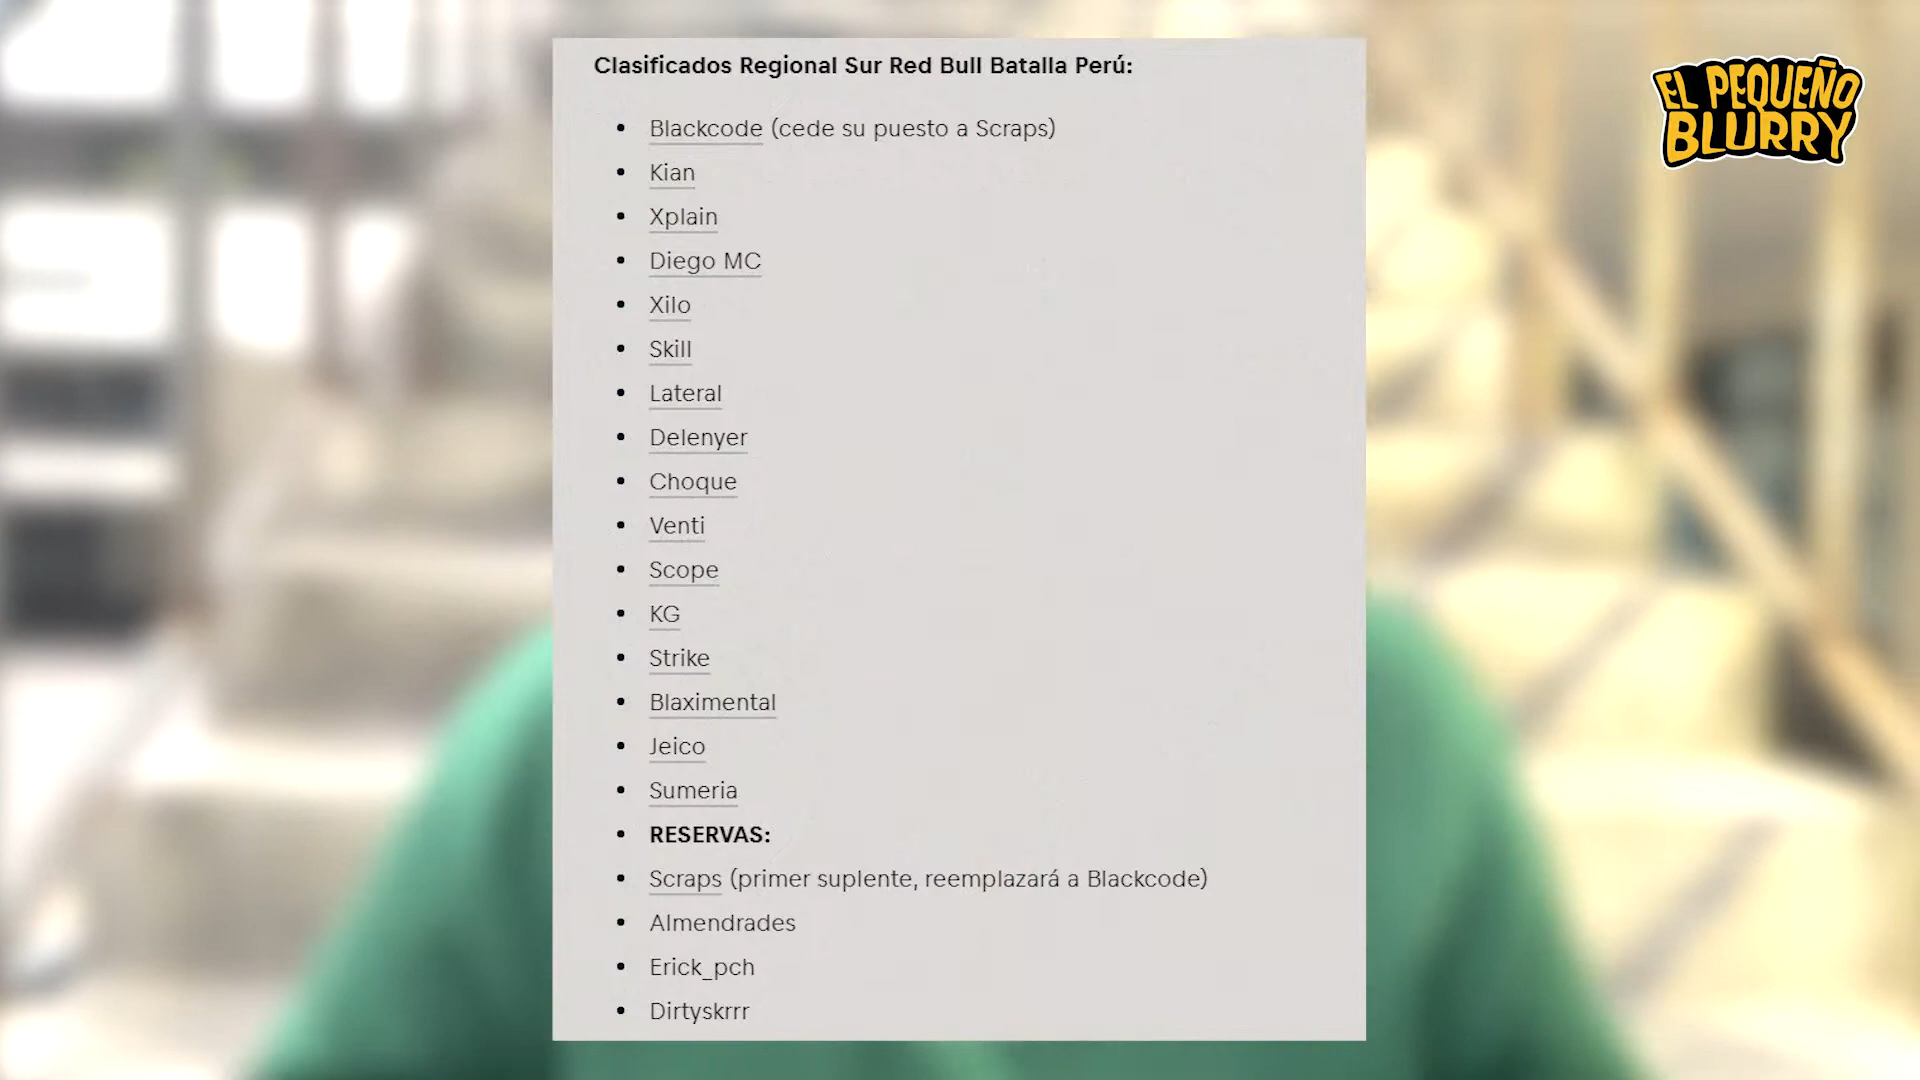 Clasificados Regional Sur Red Bull Batalla Perú:
EL PEQUEÑO
BLURRY
• Blackcode (cede su puesto a Scraps)
• Kian
• Xplain
• Diego MC
• Xilo
• Skill
• Lateral
• Delenyer
• Choque
• Venti
• Scope
• KG
• Strike
• Blaximental
• Jeico
• Sumeria
• RESERVAS:
• Scraps (primer suplente, reemplazará a Blackcode)
• Almendrades
• Erick_pch
• Dirtyskrrr